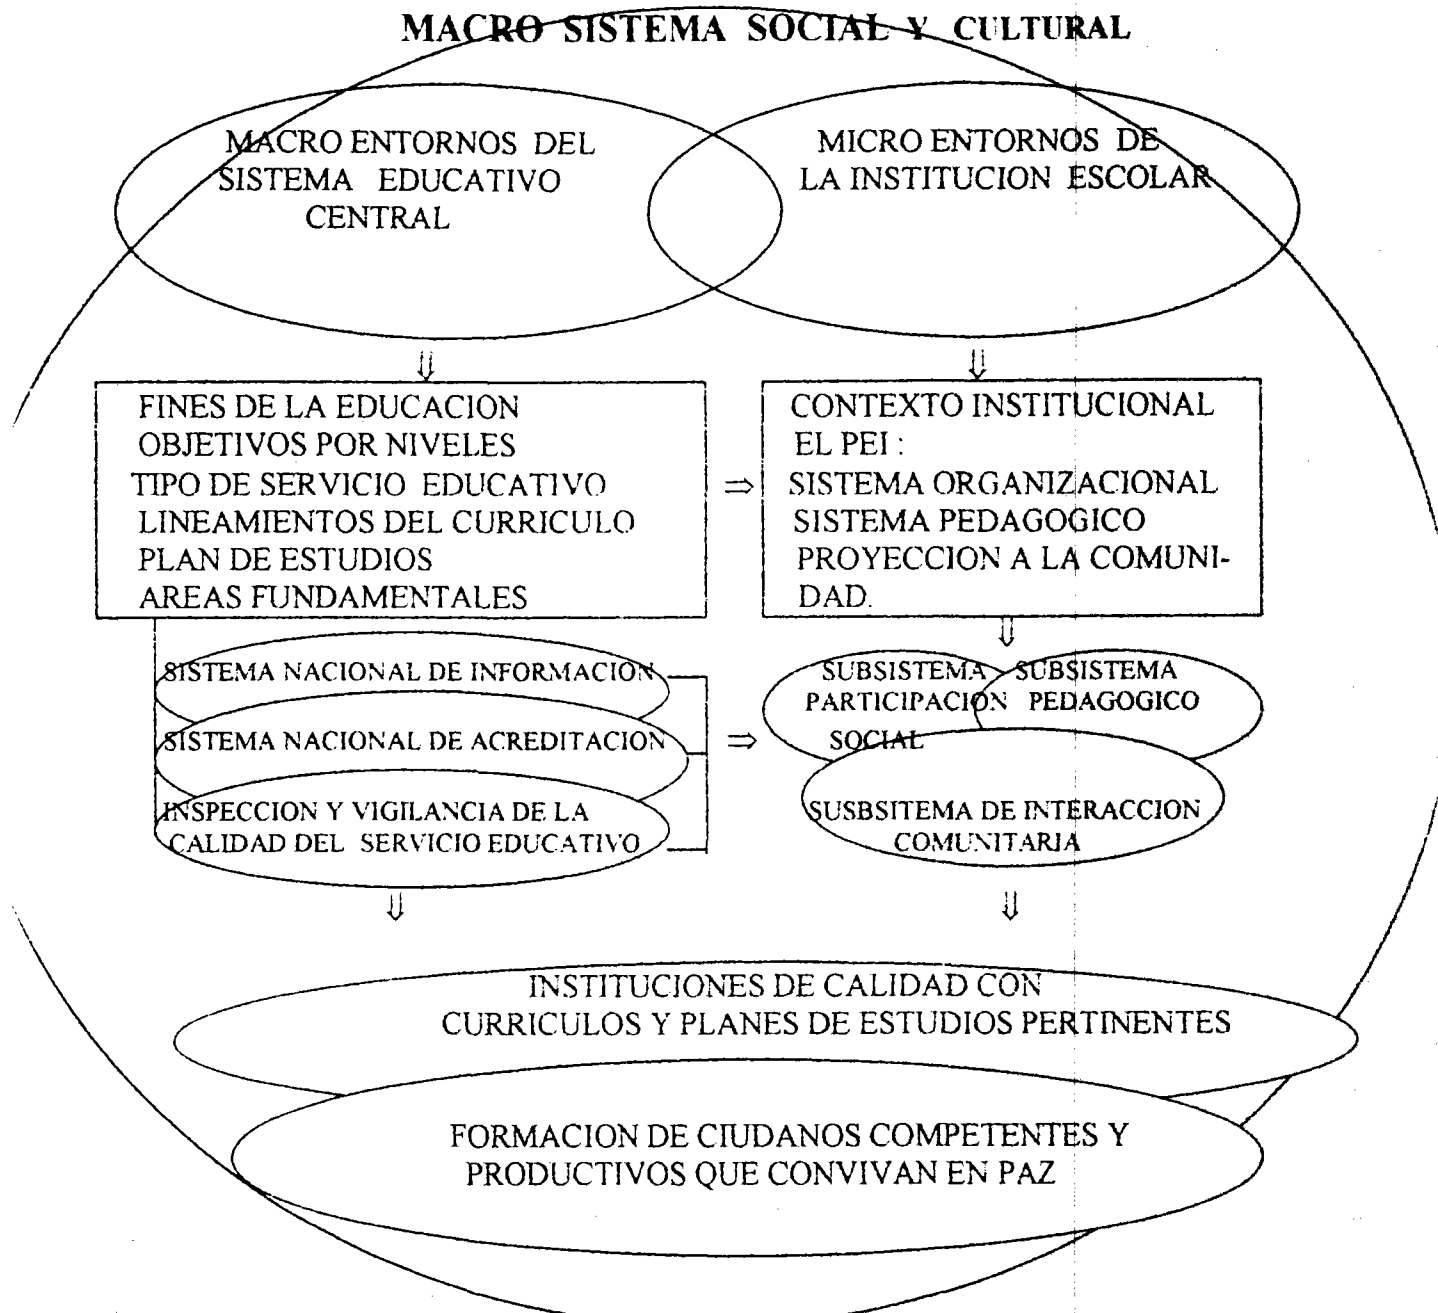 MACRO SISTEMA SOCIAL Y CULTURAL
MACRO ENTORNOS DEL
SISTEMA EDUCATIVO
CENTRAL
MICRO ENTORNOS DE
LA INSTITUCION ESCOLAR
FINES DE LA EDUCACION
OBJETIVOS POR NIVELES
TIPO DE SERVICIO EDUCATIVO
LINEAMIENTOS DEL CURRICULO
PLAN DE ESTUDIOS
AREAS FUNDAMENTALES
CONTEXTO INSTITUCIONAL
EL PEI :
SISTEMA ORGANIZACIONAL
SISTEMA PEDAGOGICO
PROYECCION A LA COMUNI-
DAD.
SISTEMA NACIONAL DE INFORMACION
SISTEMA NACIONAL DE ACREDITACION
INSPECCION Y VIGILANCIA DE LA
CALIDAD DEL SERVICIO EDUCATIVO
SUBSISTEMA
PARTICIPACION
SOCIAL
SUBSISTEMA
PEDAGOGICO
SUSBSITEMA DE INTERACCION
COMUNITARIA
INSTITUCIONES DE CALIDAD CON
CURRICULOS Y PLANES DE ESTUDIOS PERTINENTES
FORMACION DE CIUDANOS COMPETENTES Y
PRODUCTIVOS QUE CONVIVAN EN PAZ